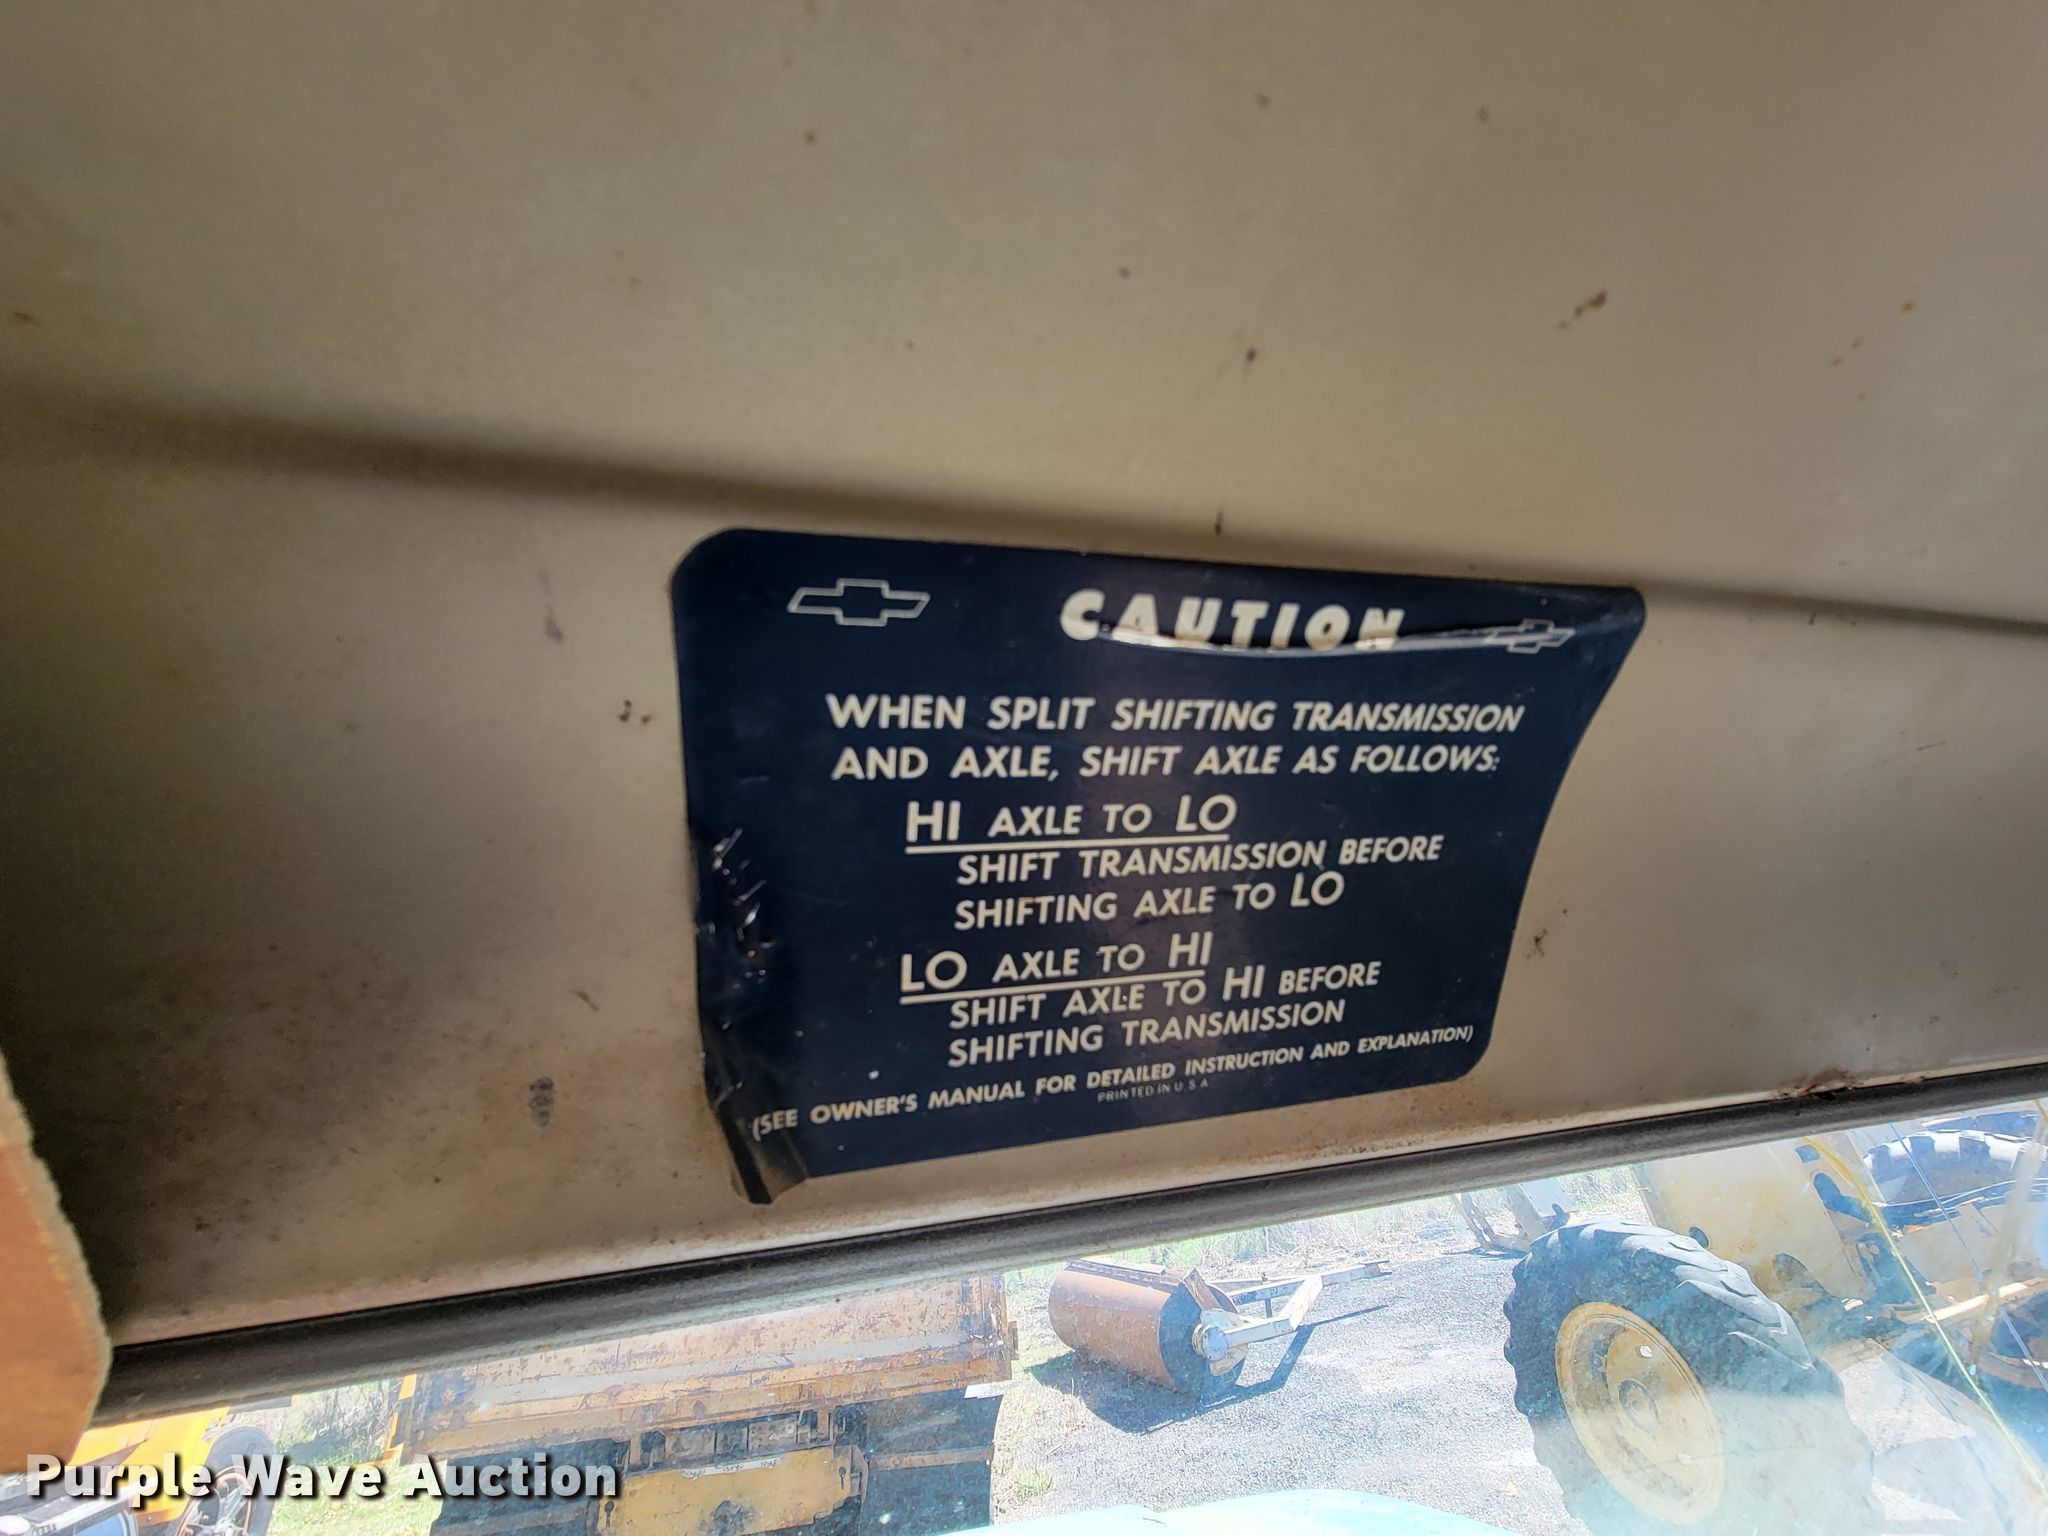 CAUTION
WHEN SPLIT SHIFTING TRANSMISSION
AND AXLE, SHIFT AXLE AS FOLLOWS:
HI AXLE TO LO
SHIFT TRANSMISSION BEFORE
SHIFTING AXLE TO LO
LO AXLE TO HI
SHIFT AXLE TO HI BEFORE
SHIFTING TRANSMISSION
(SEE OWNER'S MANUAL FOR DETAILED INSTRUCTION AND EXPLANATION)
PRINTED IN U.S.A
Purple Wave Auction